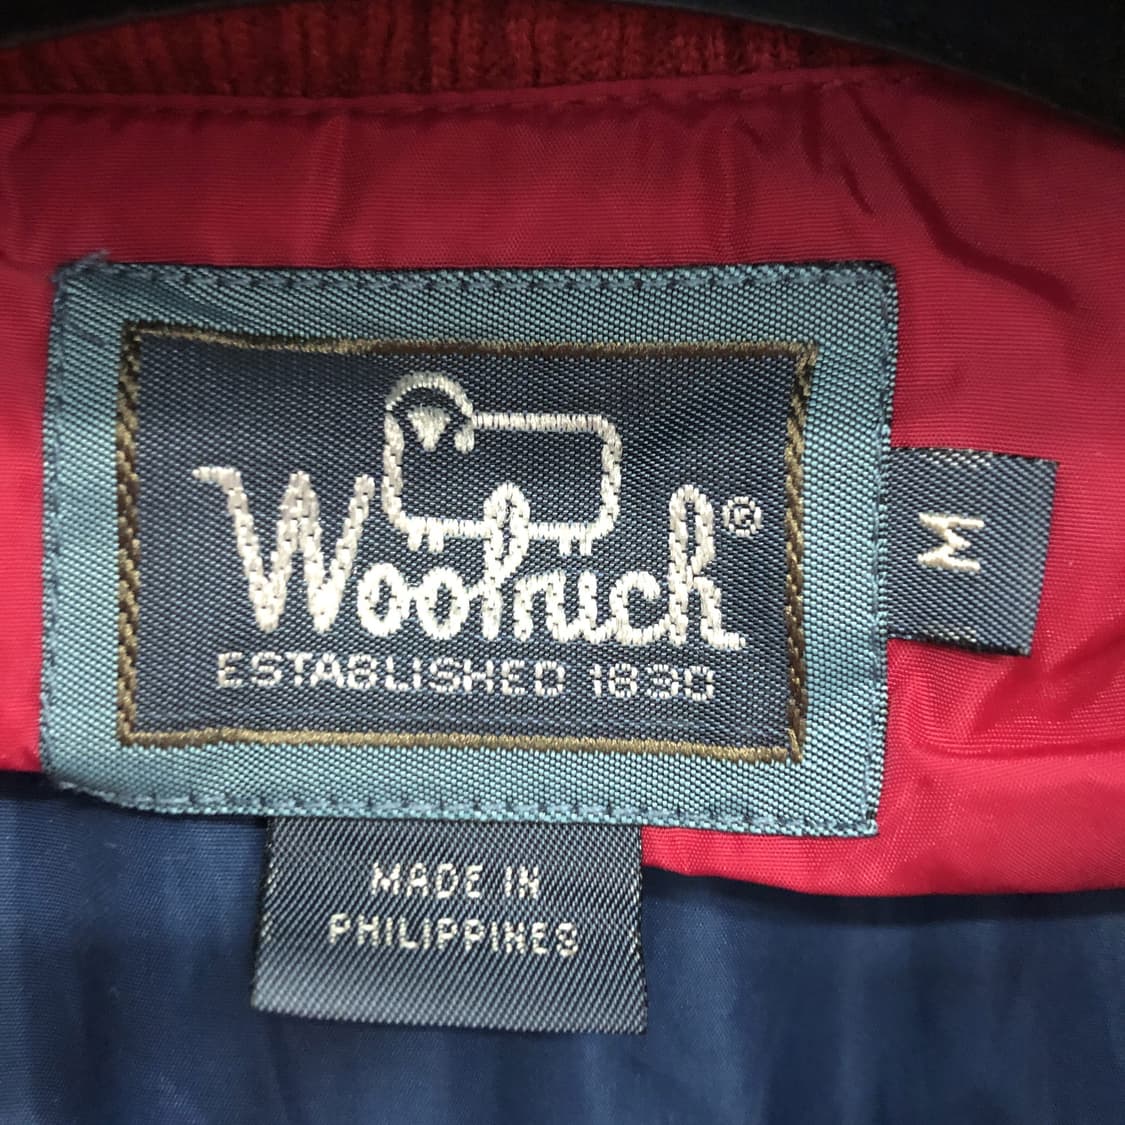 Woolrich®
ESTABLISHED 1830
M
MADE IN
PHILIPPINES